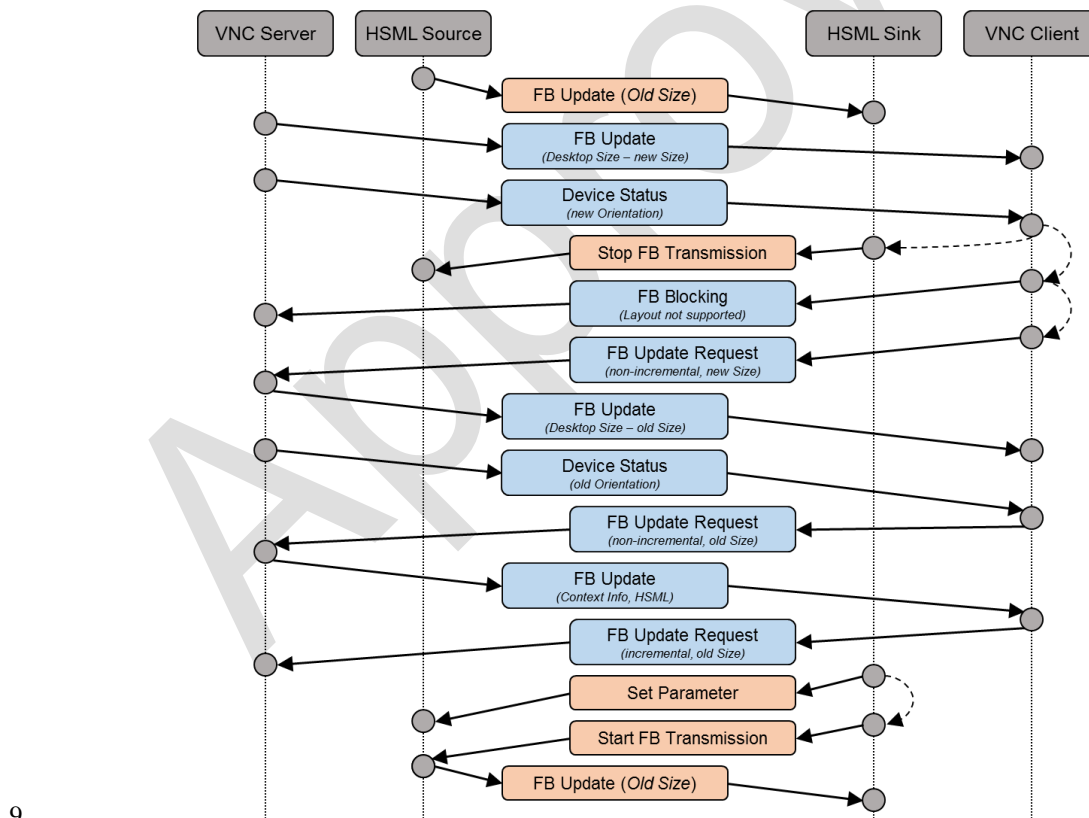 VNC Server
HSML Source
HSML Sink
VNC Client
FB Update (Old Size)
FB Update
(Desktop Size – new Size)
Device Status
(new Orientation)
Stop FB Transmission
FB Blocking
(Layout not supported)
FB Update Request
(non-incremental, new Size)
FB Update
(Desktop Size – old Size)
Device Status
(old Orientation)
FB Update Request
(non-incremental, old Size)
FB Update
(Context Info, HSML)
FB Update Request
(incremental, old Size)
Set Parameter
Start FB Transmission
FB Update (Old Size)
9
Appro